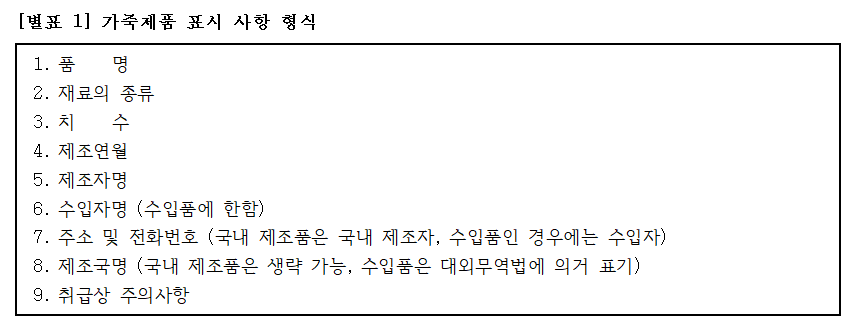 [별표 1] 가죽제품 표시 사항 형식
1. 품 명
2. 재료의 종류
3. 치 수
4. 제조연월
5. 제조자명
6. 수입자명 (수입품에 한함)
7. 주소 및 전화번호 (국내 제조품은 국내 제조자, 수입품인 경우에는 수입자)
8. 제조국명 (국내 제조품은 생략 가능, 수입품은 대외무역법에 의거 표기)
9. 취급상 주의사항